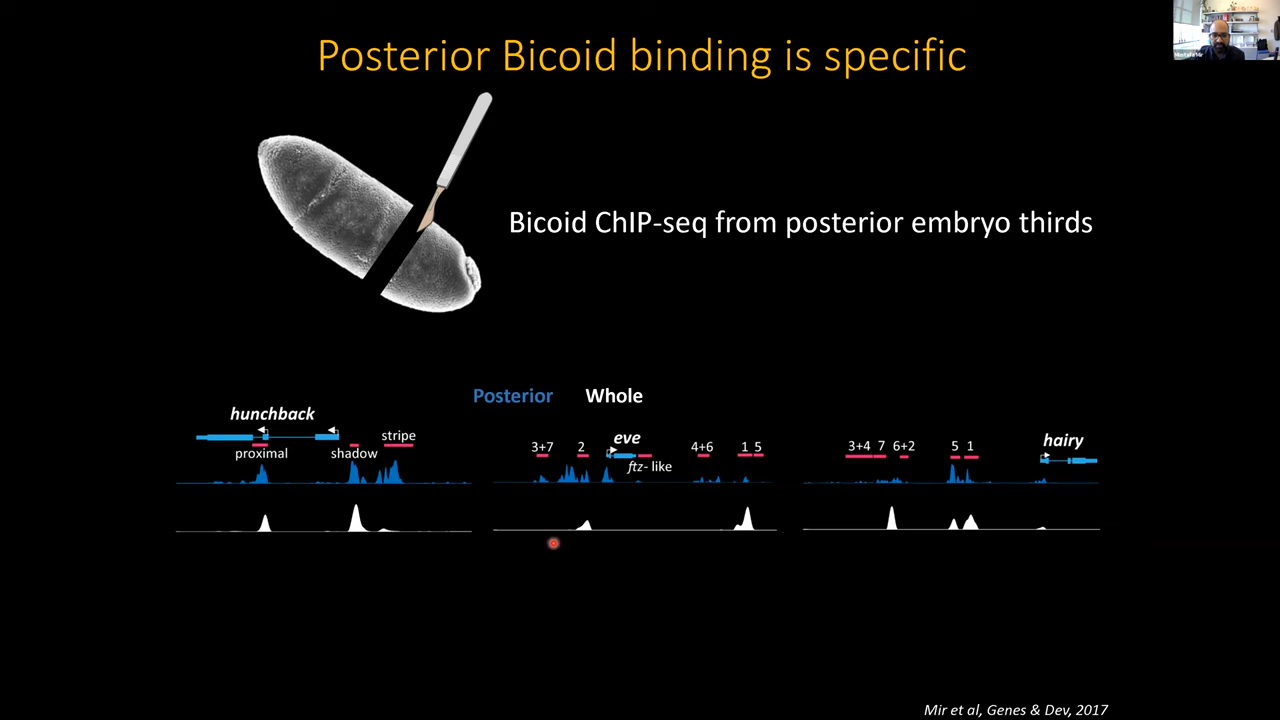 Posterior Bicoid binding is specific
Bicoid ChIP-seq from posterior embryo thirds
Posterior Whole
hunchback
proximal
shadow
stripe
3+7
2
eve
ftz- like
4+6
1 5
3+4 7 6+2
5 1
hairy
Mir et al, Genes & Dev, 2017